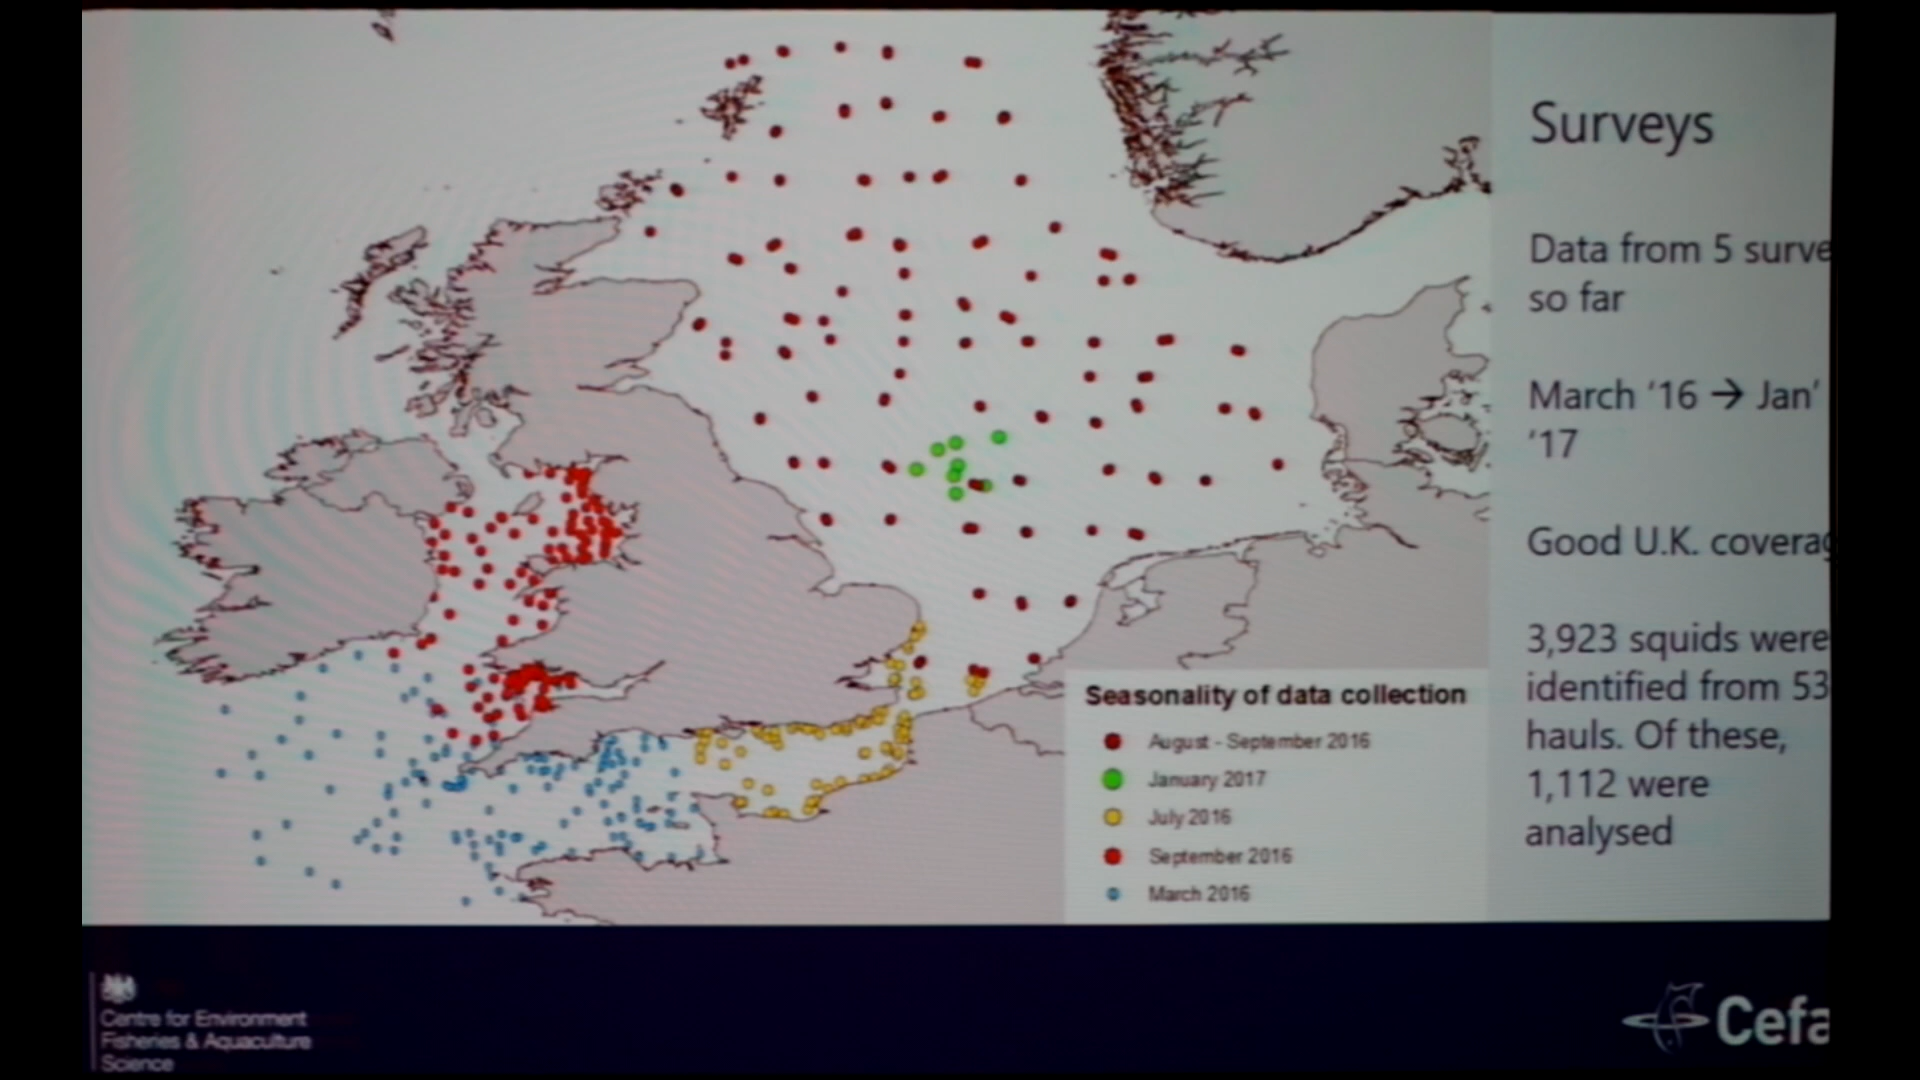 Surveys
Data from 5 surve
so far
March ‘16 → Jan’
‘17
Good U.K. coverag
3,923 squids were
identified from 53
hauls. Of these,
1,112 were
analysed
Seasonality of data collection
August - September 2016
January 2017
July 2016
September 2016
March 2016
Centre for Environment
Fisheries & Aquaculture
Science
Cefa